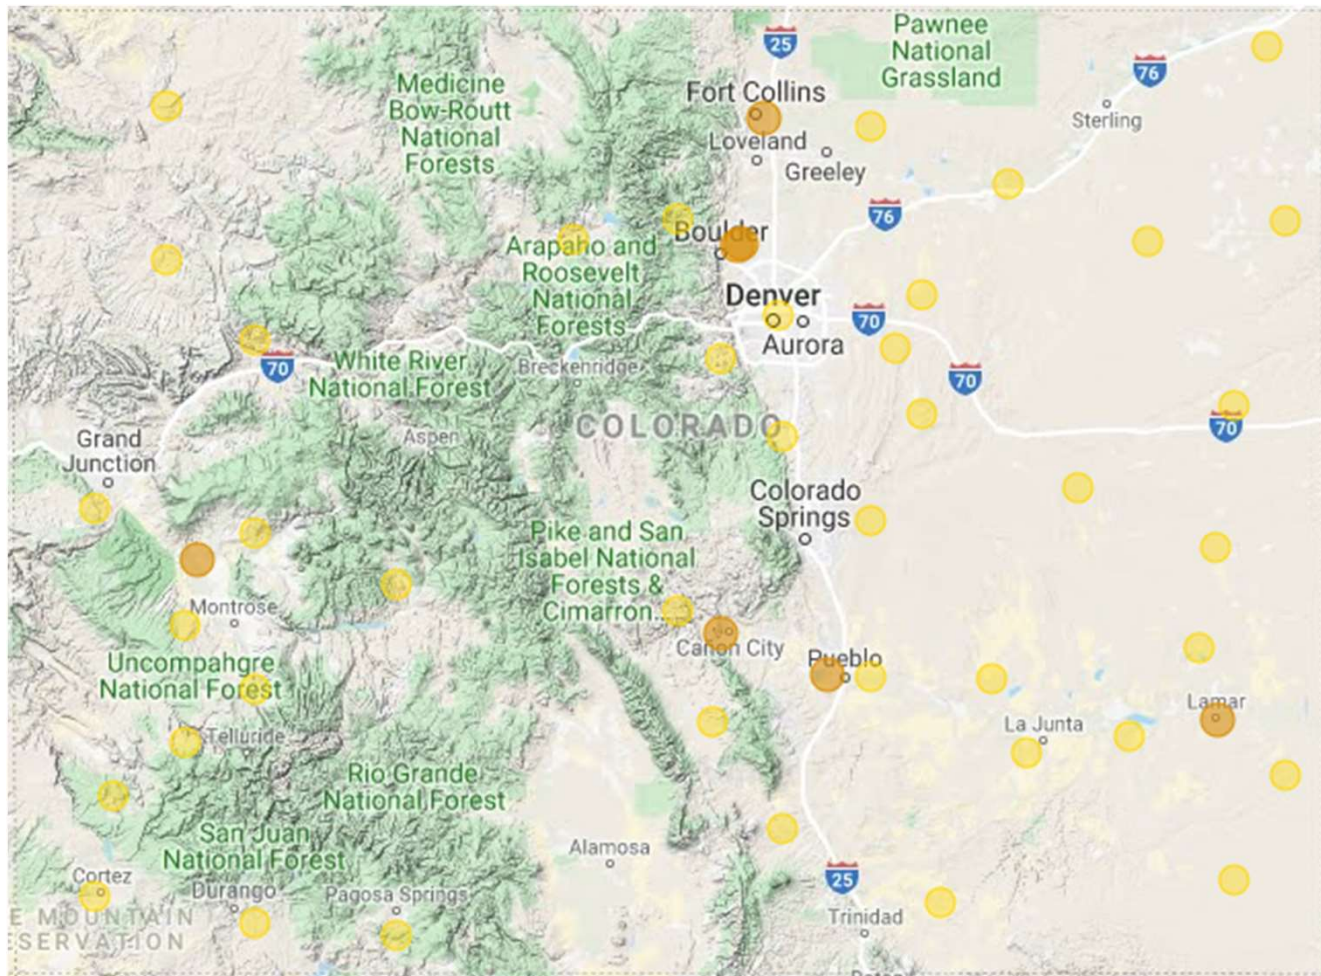 Pawnee
National
Grassland
25
76
Medicine
Bow-Routt
National
Forests
Fort Collins
Loveland
Sterling
Greeley
76
Boulder
Arapaho and
Roosevelt
National
Forests
Denver
70
Aurora
70
White River
National Forest
Breckenridge
70
COLORADO
70
Aspen
Grand
Junction
Colorado
Springs
Pike and San
Isabel National
Forests &
Cimarron...
Montrose
Cañon City
Pueblo
Uncompahgre
National Forest
Lamar
La Junta
Telluride
Rio Grande
National Forest
San Juan
National Forest
Alamosa
Cortez
Durango
Pagosa Springs
25
Trinidad
E MOUNTAIN
ESERVATION